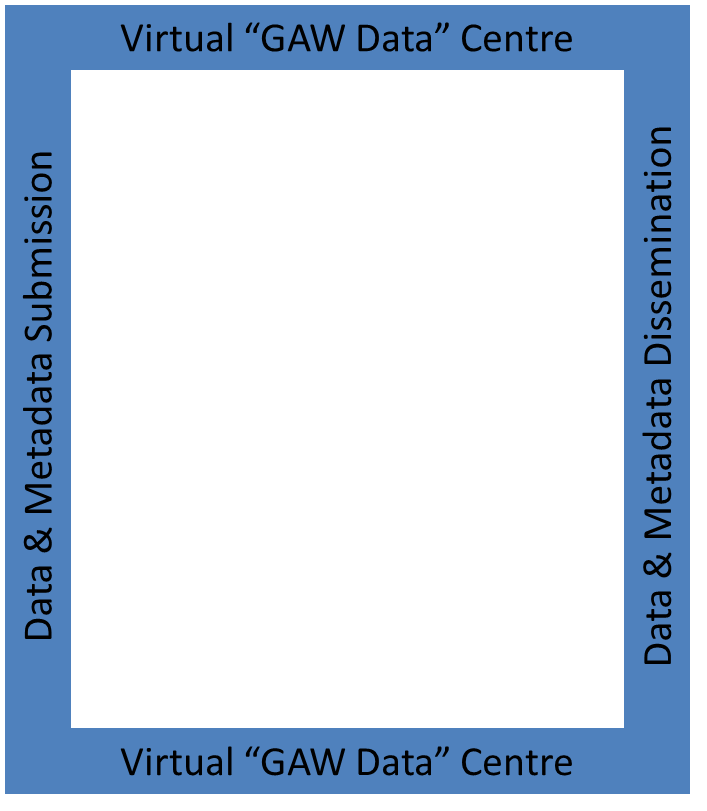 Virtual “GAW Data” Centre
Data & Metadata Submission
Data & Metadata Dissemination
Virtual “GAW Data” Centre